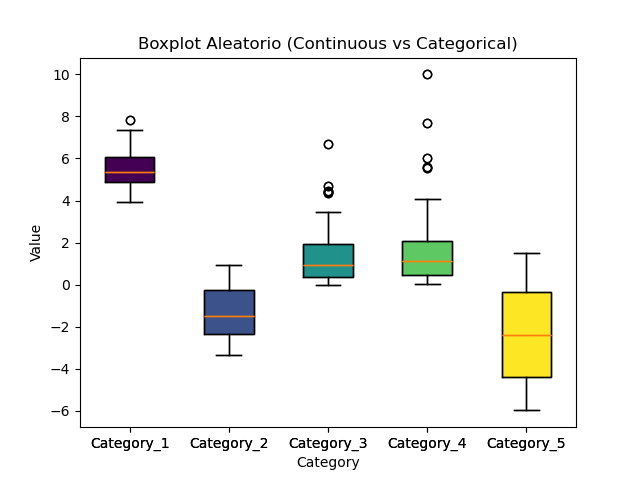 Boxplot Aleatorio (Continuous vs Categorical)
Value
10
8
6
4
2
0
−2
−4
−6
Category_1 Category_2 Category_3 Category_4 Category_5
Category